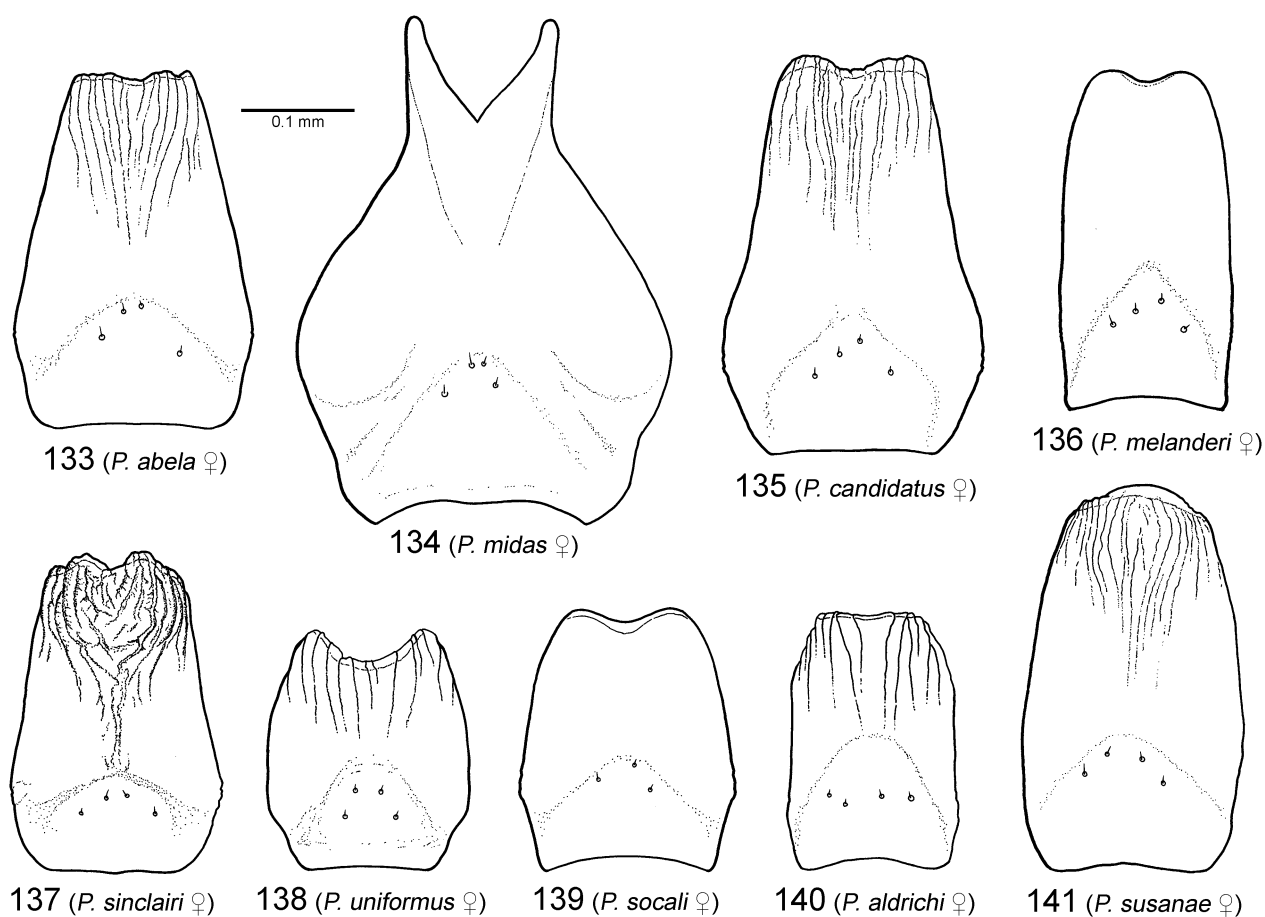 0.1 mm
133 (P. abela ♀)
134 (P. midas ♀)
135 (P. candidatus ♀)
136 (P. melanderi ♀)
137 (P. sinclairi ♀)
138 (P. uniformus ♀)
139 (P. socali ♀)
140 (P. aldrichi ♀)
141 (P. susanae ♀)